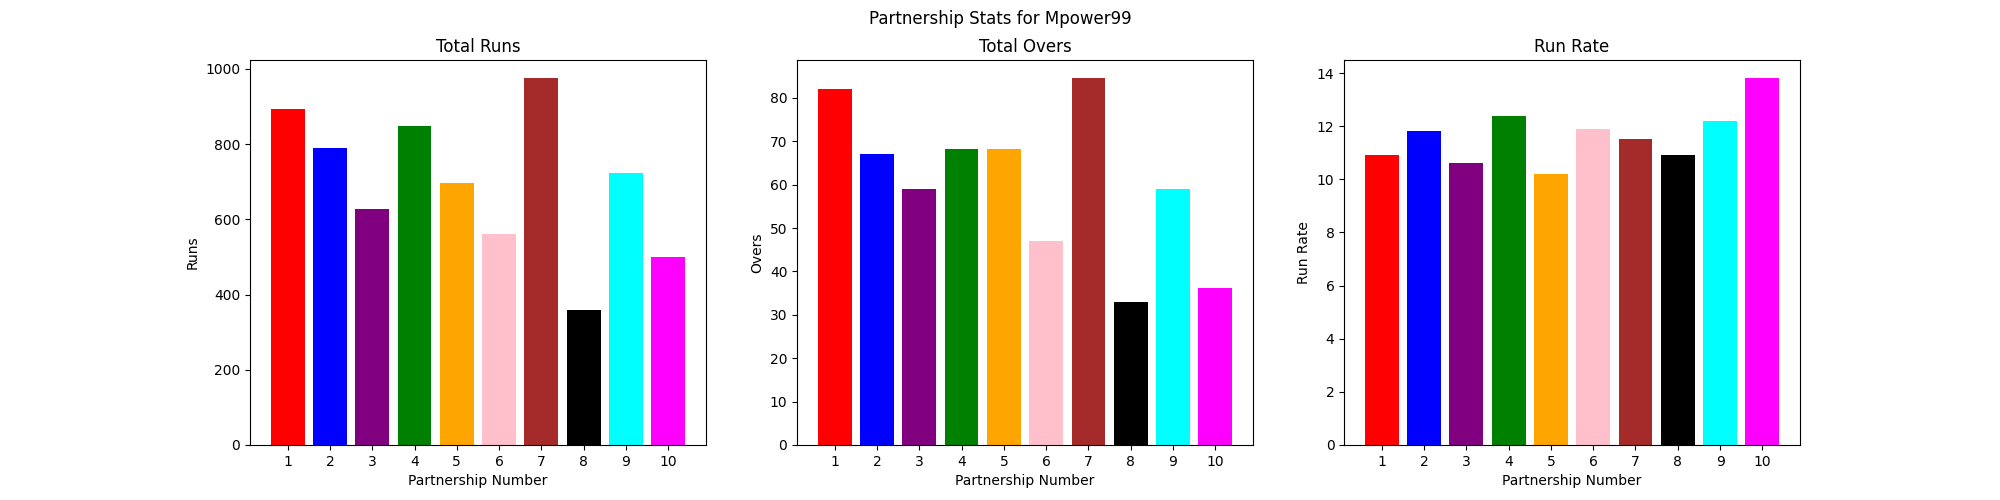 Partnership Stats for Mpower99
Total Runs
1000
800
600
400
200
0
Runs
1 2 3 4 5 6 7 8 9 10
Partnership Number
Total Overs
80
70
60
50
40
30
20
10
0
Overs
1 2 3 4 5 6 7 8 9 10
Partnership Number
Run Rate
14
12
10
8
6
4
2
0
Run Rate
1 2 3 4 5 6 7 8 9 10
Partnership Number